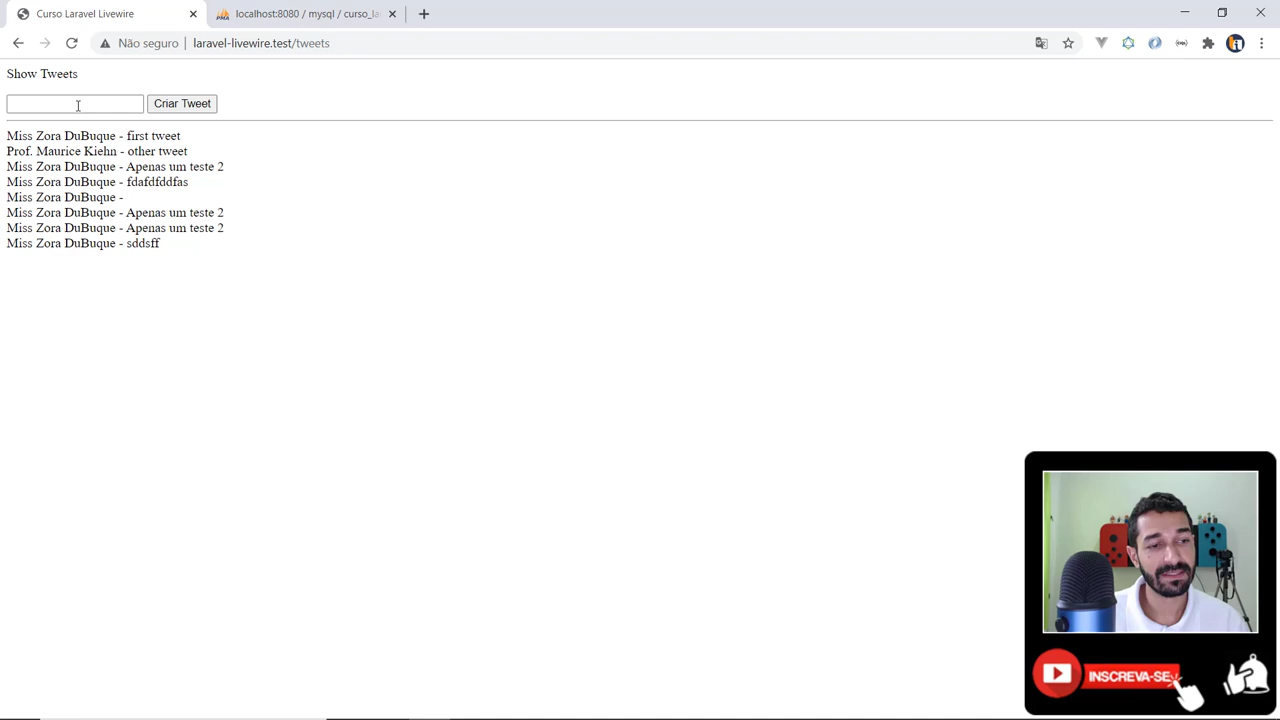 Curso Laravel Livewire
localhost:8080 / mysql / curso_la
Não seguro
laravel-livewire.test/tweets
Show Tweets
Criar Tweet
Miss Zora DuBuque - first tweet
Prof. Maurice Kiehn - other tweet
Miss Zora DuBuque - Apenas um teste 2
Miss Zora DuBuque - fdafdfddfas
Miss Zora DuBuque -
Miss Zora DuBuque - Apenas um teste 2
Miss Zora DuBuque - Apenas um teste 2
Miss Zora DuBuque - sddsff
INSCREVA-SE